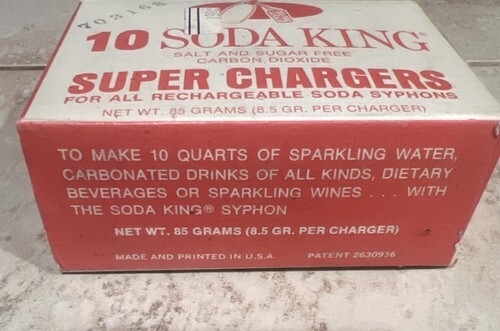 703168
10 SODA KING®
SALT AND SUGAR FREE
CARBON DIOXIDE
SUPER CHARGERS
FOR ALL RECHARGEABLE SODA SYPHONS
NET WT. 85 GRAMS (8.5 GR. PER CHARGER)
TO MAKE 10 QUARTS OF SPARKLING WATER,
CARBONATED DRINKS OF ALL KINDS, DIETARY
BEVERAGES OR SPARKLING WINES . . . WITH
THE SODA KING® SYPHON
NET WT. 85 GRAMS (8.5 GR. PER CHARGER)
MADE AND PRINTED IN U.S.A. PATENT 2630936